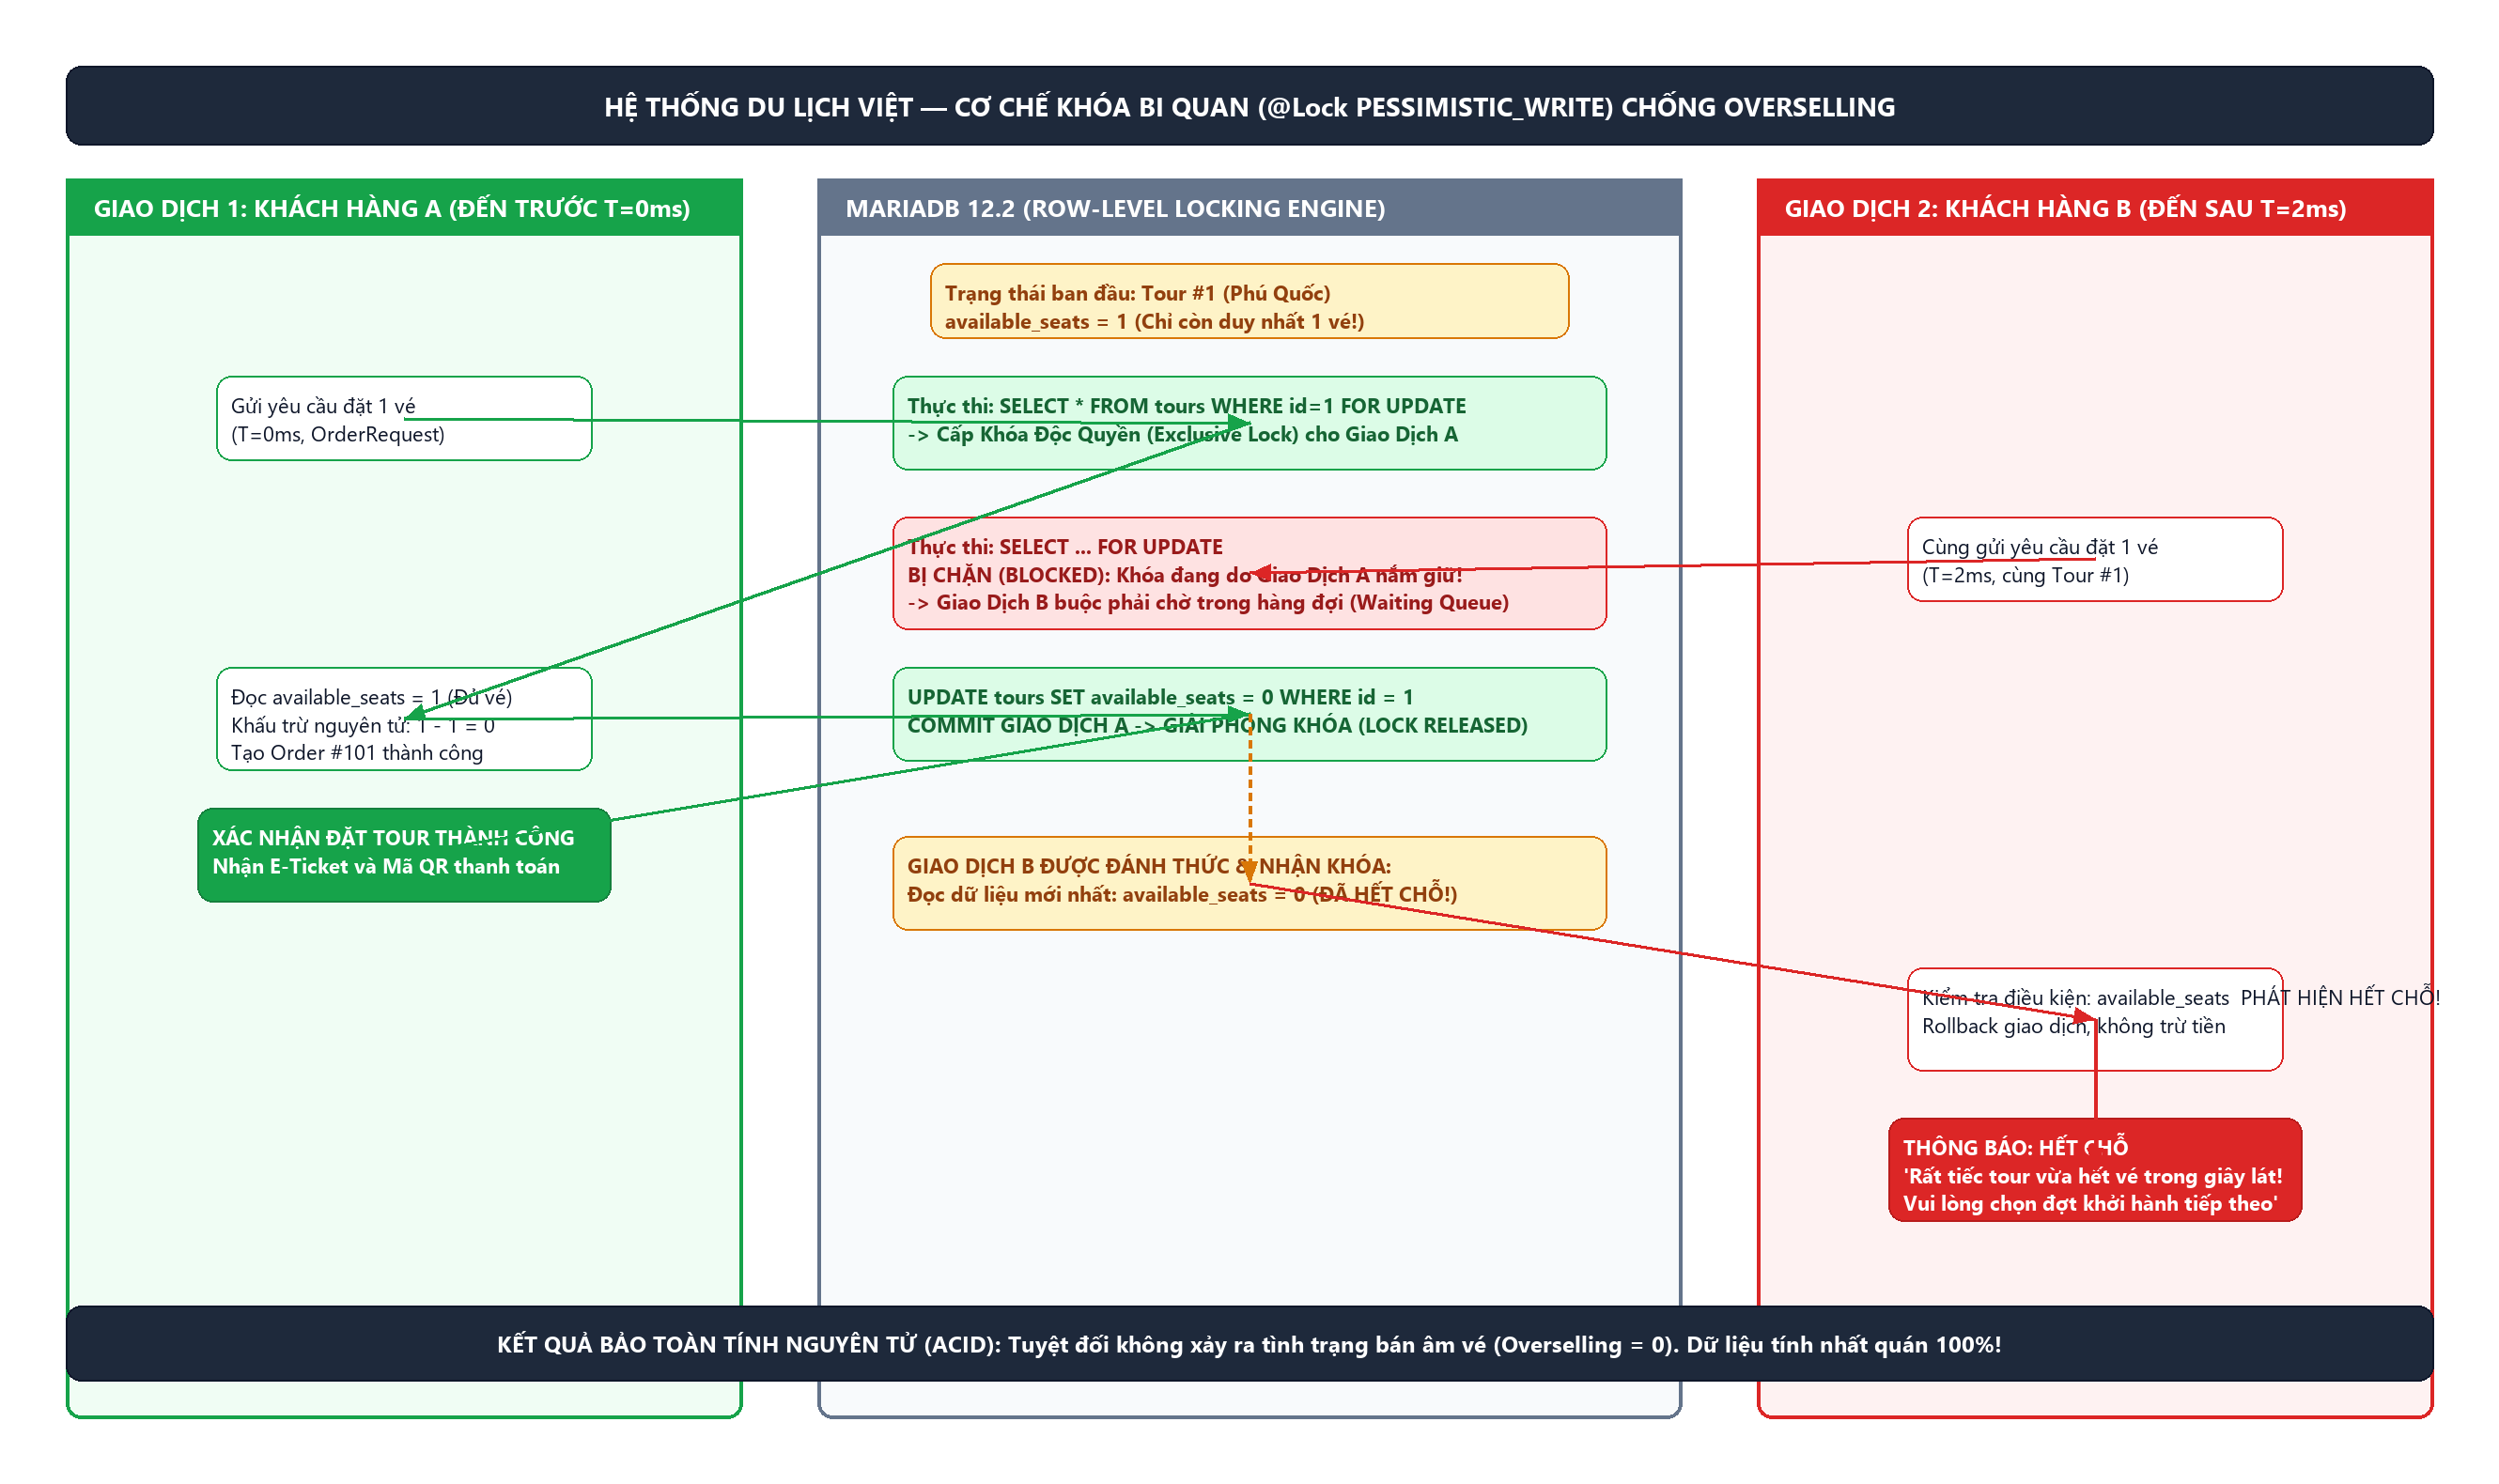 HỆ THỐNG DU LỊCH VIỆT — CƠ CHẾ KHÓA BI QUAN (@Lock PESSIMISTIC_WRITE) CHỐNG OVERSELLING
GIAO DỊCH 1: KHÁCH HÀNG A (ĐẾN TRƯỚC T=0ms)
Gửi yêu cầu đặt 1 vé
(T=0ms, OrderRequest)
Đọc available_seats = 1 (Đủ vé)
Khấu trừ nguyên tử: 1 - 1 = 0
Tạo Order #101 thành công
XÁC NHẬN ĐẶT TOUR THÀNH CÔNG
Nhận E-Ticket và Mã QR thanh toán
MARIADB 12.2 (ROW-LEVEL LOCKING ENGINE)
Trạng thái ban đầu: Tour #1 (Phú Quốc)
available_seats = 1 (Chỉ còn duy nhất 1 vé!)
Thực thi: SELECT * FROM tours WHERE id=1 FOR UPDATE
-> Cấp Khóa Độc Quyền (Exclusive Lock) cho Giao Dịch A
Thực thi: SELECT ... FOR UPDATE
BỊ CHẶN (BLOCKED): Khóa đang do Giao Dịch A nắm giữ!
-> Giao Dịch B buộc phải chờ trong hàng đợi (Waiting Queue)
UPDATE tours SET available_seats = 0 WHERE id = 1
COMMIT GIAO DỊCH A -> GIẢI PHÓNG KHÓA (LOCK RELEASED)
GIAO DỊCH B ĐƯỢC ĐÁNH THỨC & NHẬN KHÓA:
Đọc dữ liệu mới nhất: available_seats = 0 (ĐÃ HẾT CHỖ!)
GIAO DỊCH 2: KHÁCH HÀNG B (ĐẾN SAU T=2ms)
Cùng gửi yêu cầu đặt 1 vé
(T=2ms, cùng Tour #1)
Kiểm tra điều kiện: available_seats  PHÁT HIỆN HẾT CHỖ!
Rollback giao dịch, không trừ tiền
THÔNG BÁO: HẾT CHỖ
'Rất tiếc tour vừa hết vé trong giây lát!
Vui lòng chọn đợt khởi hành tiếp theo'
KẾT QUẢ BẢO TOÀN TÍNH NGUYÊN TỬ (ACID): Tuyệt đối không xảy ra tình trạng bán âm vé (Overselling = 0). Dữ liệu tính nhất quán 100%!